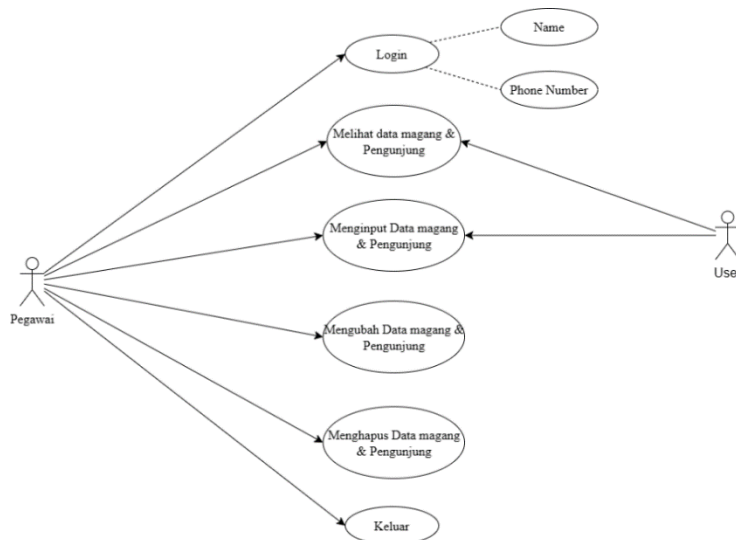 Name
Login
Phone Number
Melihat data magang &
Pengunjung
Menginput Data magang
& Pengunjung
Pegawai
Use
Mengubah Data magang &
Pengunjung
Menghapus Data magang
& Pengunjung
Keluar